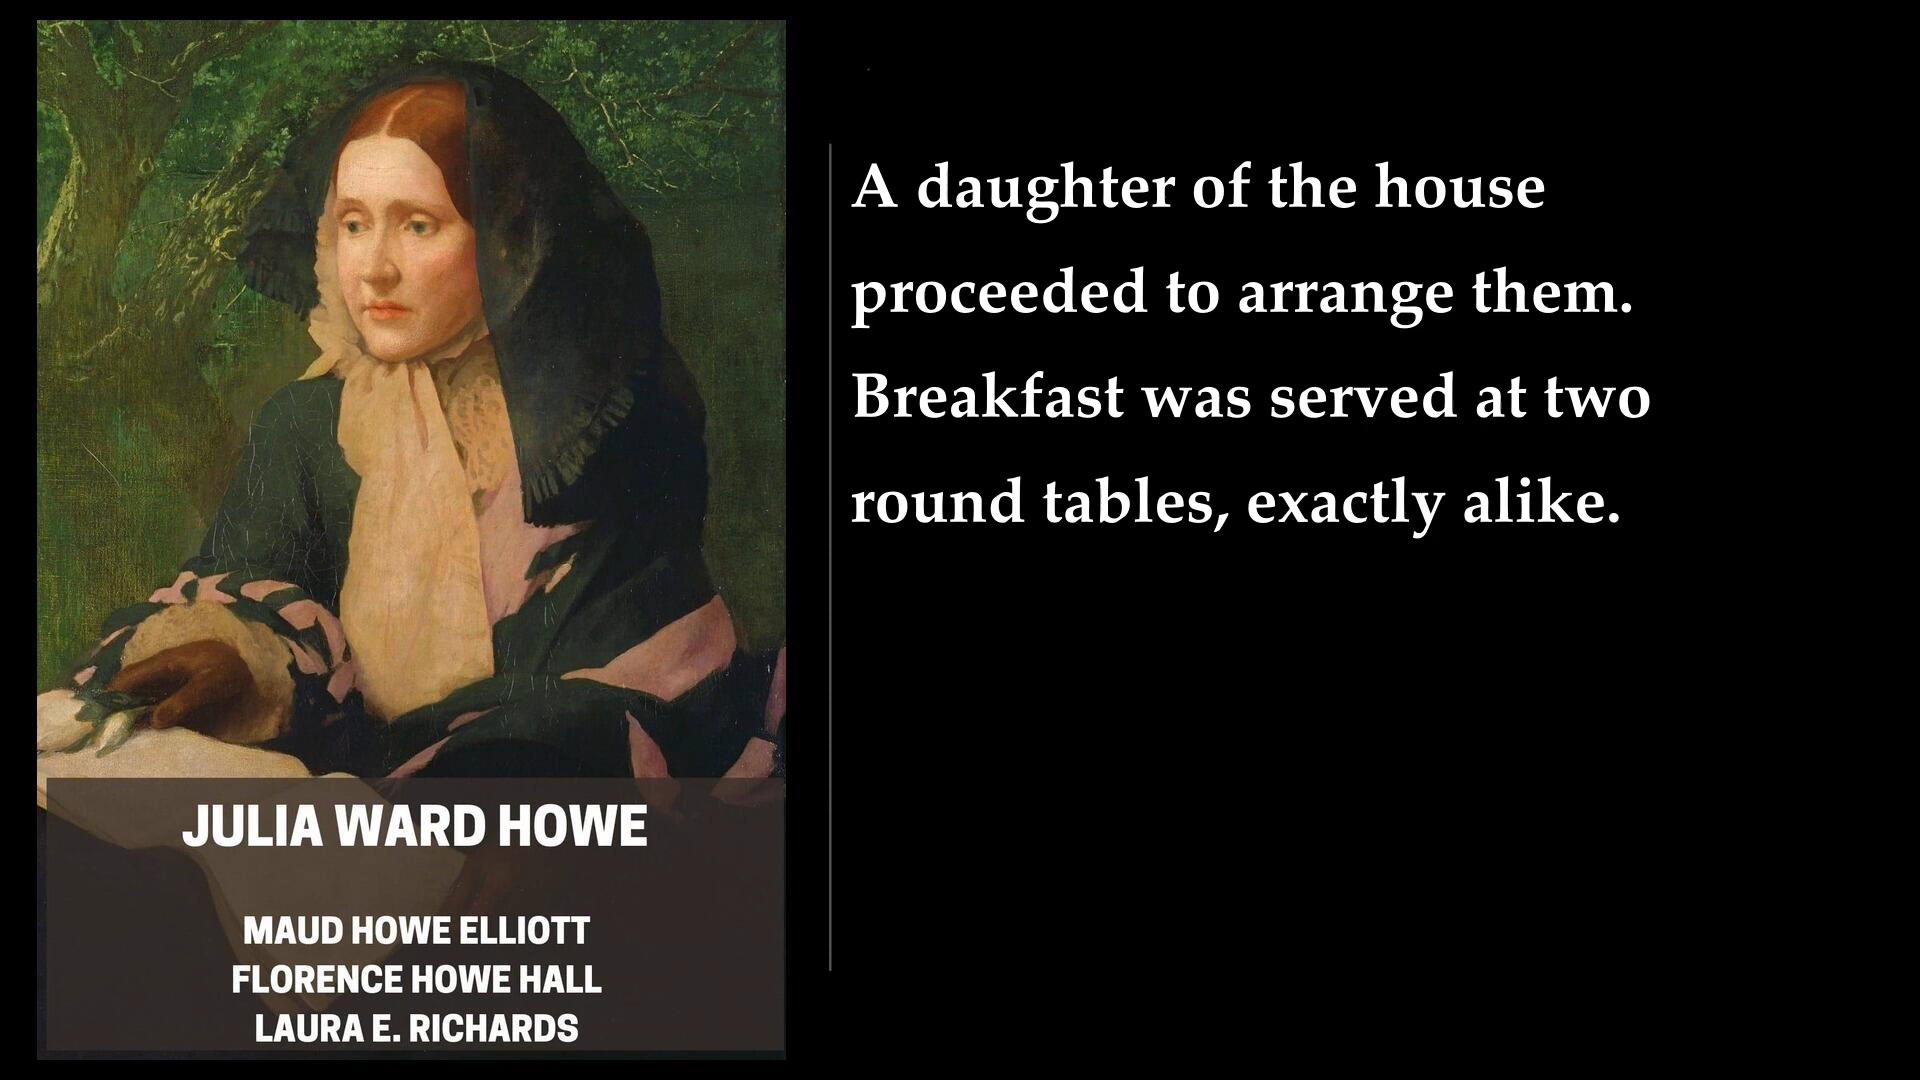 JULIA WARD HOWE
MAUD HOWE ELLIOTT
FLORENCE HOWE HALL
LAURA E. RICHARDS
A daughter of the house
proceeded to arrange them.
Breakfast was served at two
round tables, exactly alike.